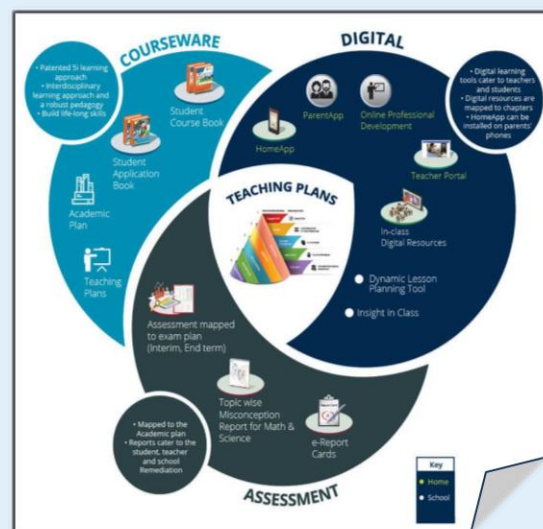 COURSEWARE
DIGITAL
• Patented 5i learning
approach
• Interdisciplinary
learning approach and
a robust pedagogy
• Build life-long skills
Student
Course Book
Student
Application
Book
Academic
Plan
Teaching
Plans
ParentApp
Online Professional
Development
HomeApp
Teacher Portal
In-class
Digital Resources
Dynamic Lesson
Planning Tool
Insight in Class
• Digital learning
tools cater to teachers
and students
• Digital resources are
mapped to chapters
• HomeApp can be
installed on parents'
phones
TEACHING PLANS
Assessment mapped
to exam plan
(Interim, End term)
Topic wise
Misconception
Report for Math &
Science
e-Report
Cards
• Mapped to the
Academic plan
• Reports cater to the
student, teacher
and school
Remediation
ASSESSMENT
Key
Home
School